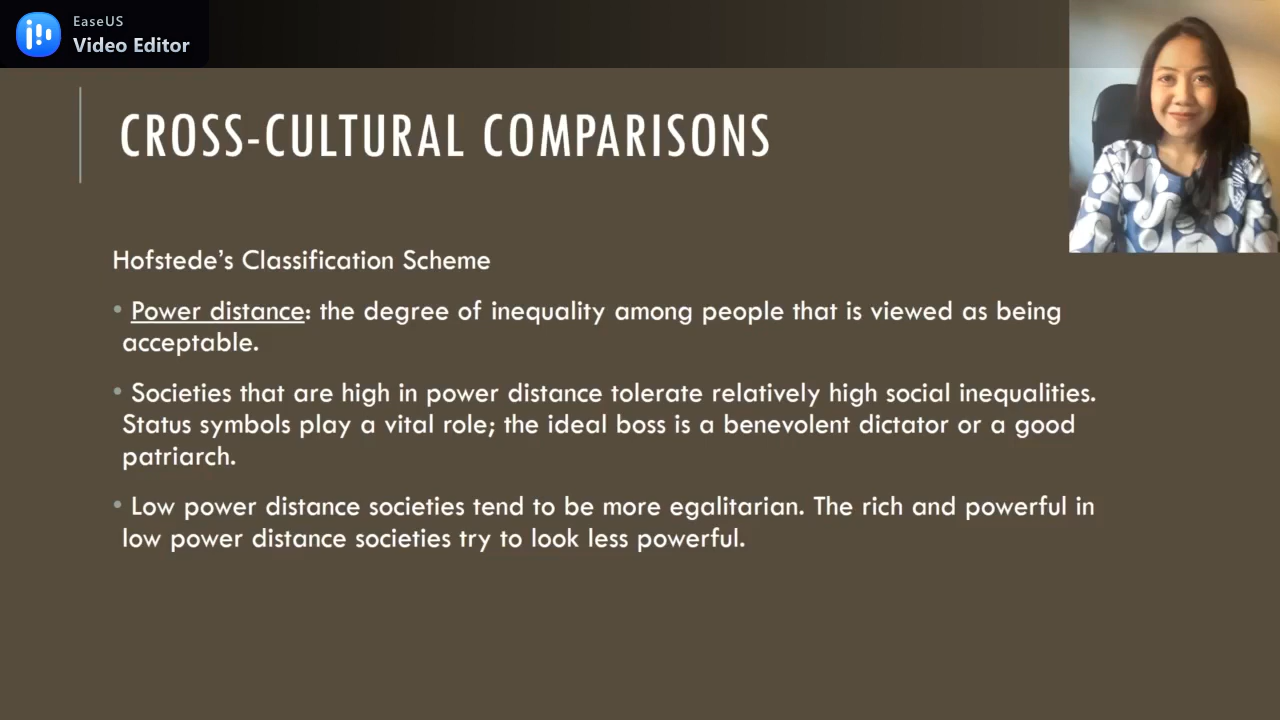 EaseUS
Video Editor
CROSS-CULTURAL COMPARISONS
Hofstede’s Classification Scheme
• Power distance: the degree of inequality among people that is viewed as being
acceptable.
• Societies that are high in power distance tolerate relatively high social inequalities.
Status symbols play a vital role; the ideal boss is a benevolent dictator or a good
patriarch.
• Low power distance societies tend to be more egalitarian. The rich and powerful in
low power distance societies try to look less powerful.